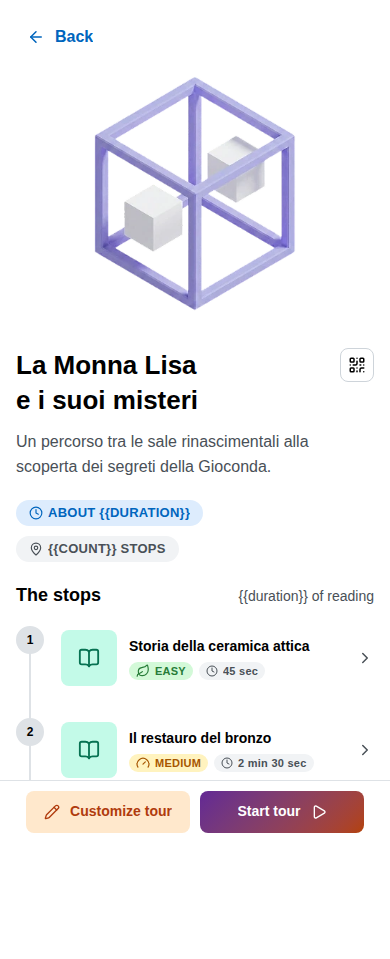 Back
La Monna Lisa
e i suoi misteri
Un percorso tra le sale rinascimentali alla
scoperta dei segreti della Gioconda.
ABOUT {{DURATION}}
{{COUNT}} STOPS
The stops
{{duration}} of reading
1
Storia della ceramica attica
EASY
45 sec
2
Il restauro del bronzo
MEDIUM
2 min 30 sec
Customize tour
Start tour